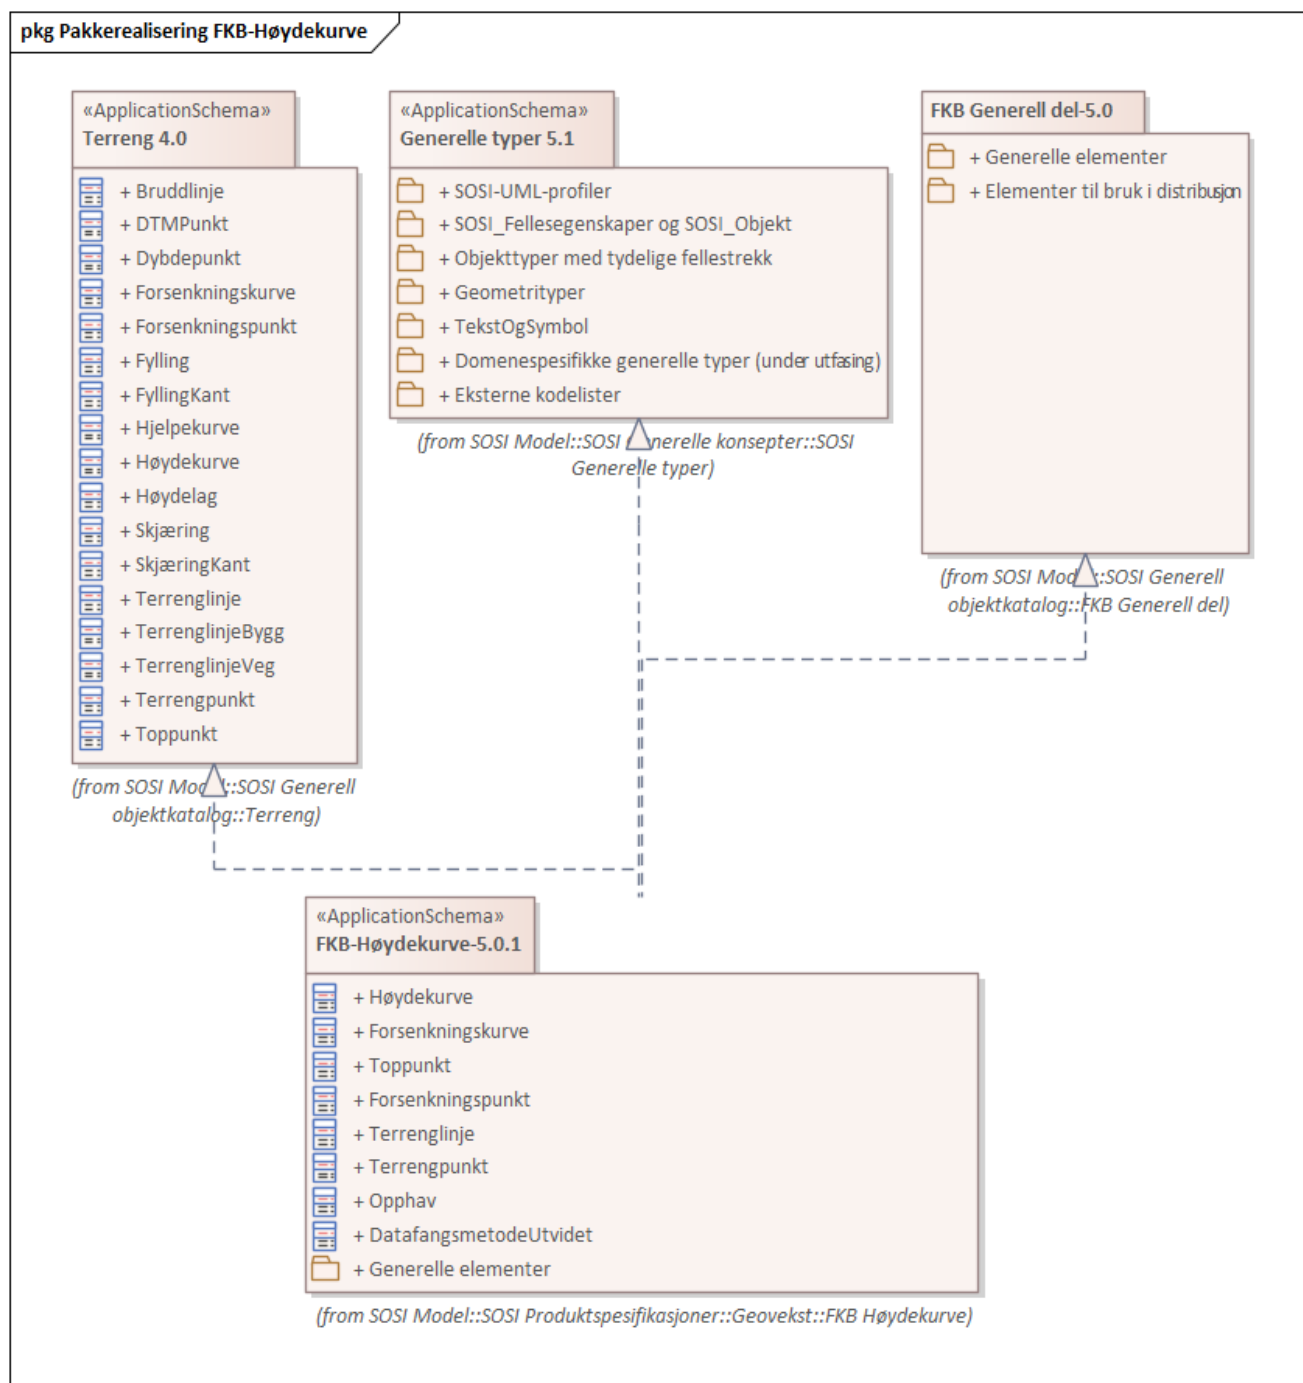 pkg Pakkerealisering FKB-Høydekurve
«ApplicationSchema»
Terreng 4.0
+ Bruddlinje
+ DTMPunkt
+ Dybdepunkt
+ Forsenkningskurve
+ Forsenkningspunkt
+ Fylling
+ FyllingKant
+ Hjelpekurve
+ Høydekurve
+ Høydelag
+ Skjæring
+ SkjæringKant
+ Terrenglinje
+ TerrenglinjeBygg
+ TerrenglinjeVeg
+ Terrengpunkt
+ Toppunkt
(from SOSI Model::SOSI Generell
objektkatalog::Terreng)
«ApplicationSchema»
Generelle typer 5.1
+ SOSI-UML-profiler
+ SOSI_Fellesegenskaper og SOSI_Objekt
+ Objekttyper med tydelige fellestrekk
+ Geometrityper
+ TekstOgSymbol
+ Domenespesifikke generelle typer (under utfasing)
+ Eksterne kodelister
(from SOSI Model::SOSI Generelle konsepter::SOSI
Generelle typer)
FKB Generell del-5.0
+ Generelle elementer
+ Elementer til bruk i distribusjon
(from SOSI Model::SOSI Generell
objektkatalog::FKB Generell del)
«ApplicationSchema»
FKB-Høydekurve-5.0.1
+ Høydekurve
+ Forsenkningskurve
+ Toppunkt
+ Forsenkningspunkt
+ Terrenglinje
+ Terrengpunkt
+ Opphav
+ DatafangsmetodeUtvidet
+ Generelle elementer
(from SOSI Model::SOSI Produktspesifikasjoner::Geovekst::FKB Høydekurve)